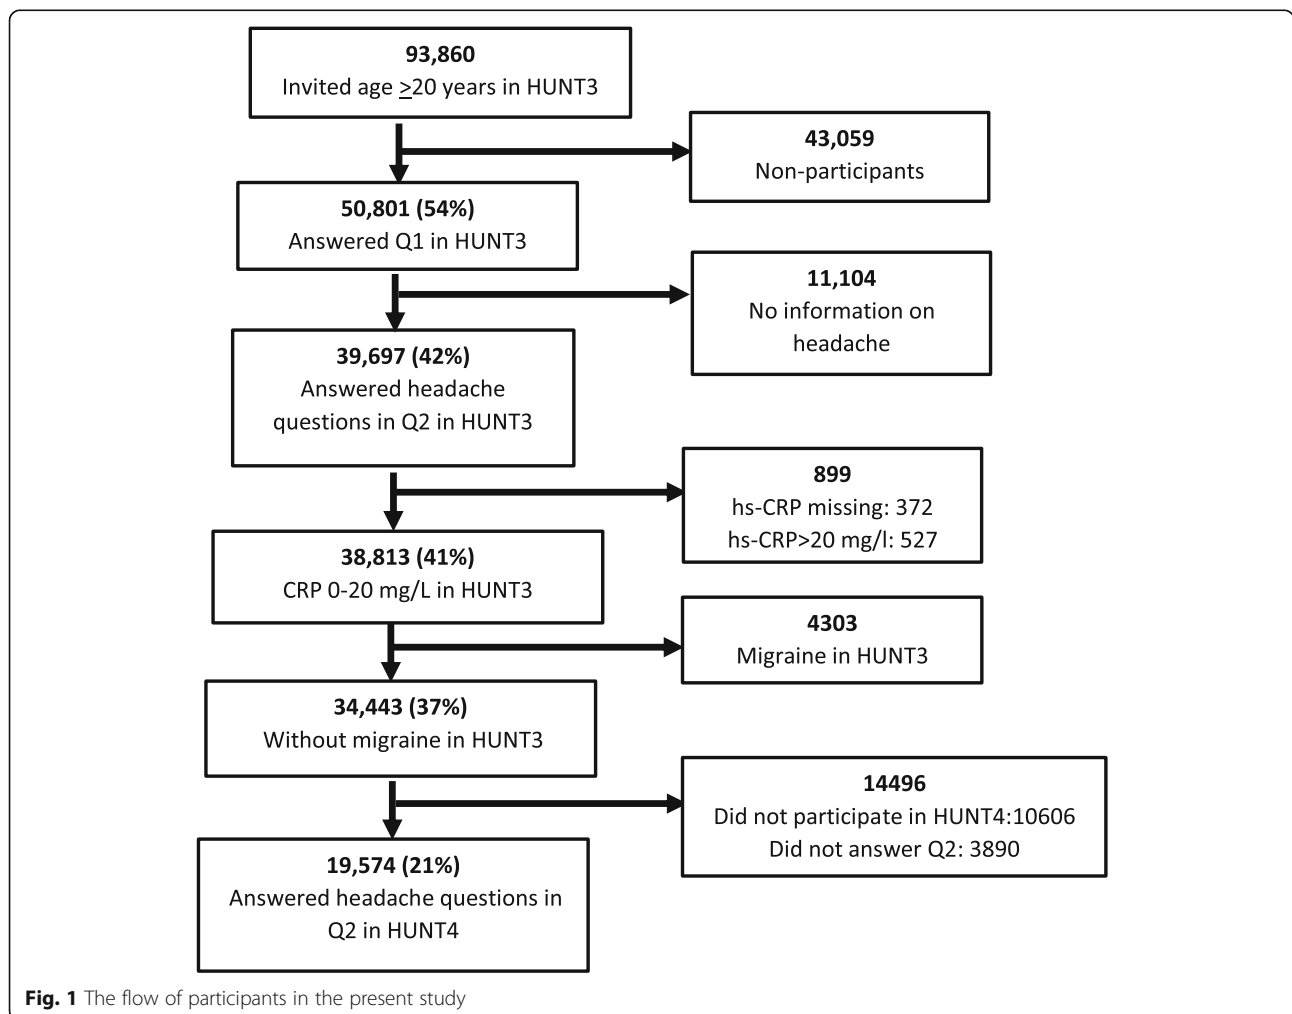 93,860
Invited age ≥20 years in HUNT3
43,059
Non-participants
50,801 (54%)
Answered Q1 in HUNT3
11,104
No information on
headache
39,697 (42%)
Answered headache
questions in Q2 in HUNT3
899
hs-CRP missing: 372
hs-CRP>20 mg/l: 527
38,813 (41%)
CRP 0-20 mg/L in HUNT3
4303
Migraine in HUNT3
34,443 (37%)
Without migraine in HUNT3
14496
Did not participate in HUNT4:10606
Did not answer Q2: 3890
19,574 (21%)
Answered headache questions in
Q2 in HUNT4
Fig. 1 The flow of participants in the present study